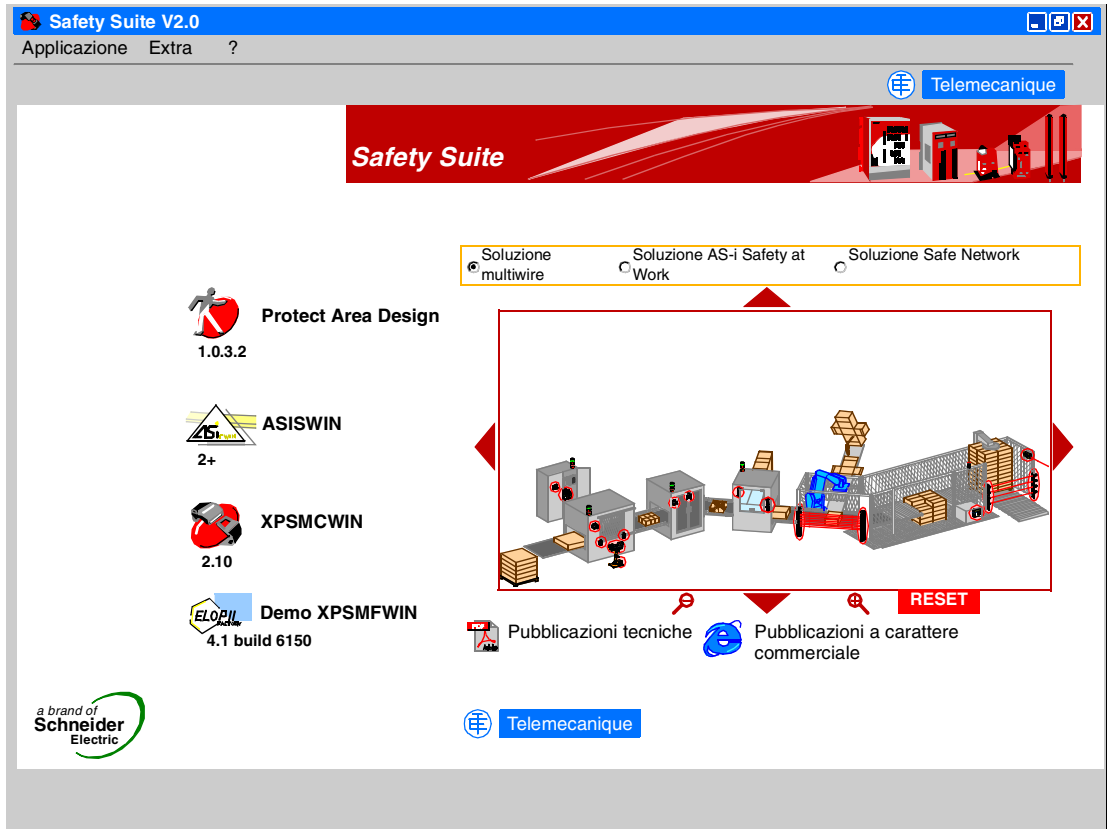 Safety Suite V2.0
Applicazione Extra ?
Telemecanique
Safety Suite
Soluzione
multiwire
Soluzione AS-i Safety at
Work
Soluzione Safe Network
Protect Area Design
1.0.3.2
ASISWIN
2+
XPSMCWIN
2.10
ELOPII
FACTORY
Demo XPSMFWIN
4.1 build 6150
RESET
Pubblicazioni tecniche
Pubblicazioni a carattere
commerciale
a brand of
Schneider
Electric
Telemecanique